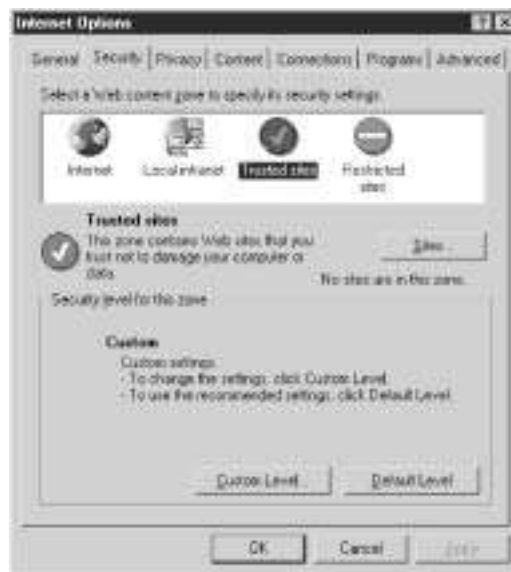 Internet Options
General Security Privacy Content Connections Programs Advanced
Select a Web content zone to specify its security settings.
Internet Local intranet Trusted sites Restricted sites
Trusted sites
This zone contains Web sites that you
trust not to damage your computer or
data.
Sites...
No sites are in this zone.
Security level for this zone
Custom
Custom settings.
- To change the settings, click Custom Level.
- To use the recommended settings, click Default Level.
Custom Level... Default Level
OK Cancel Apply